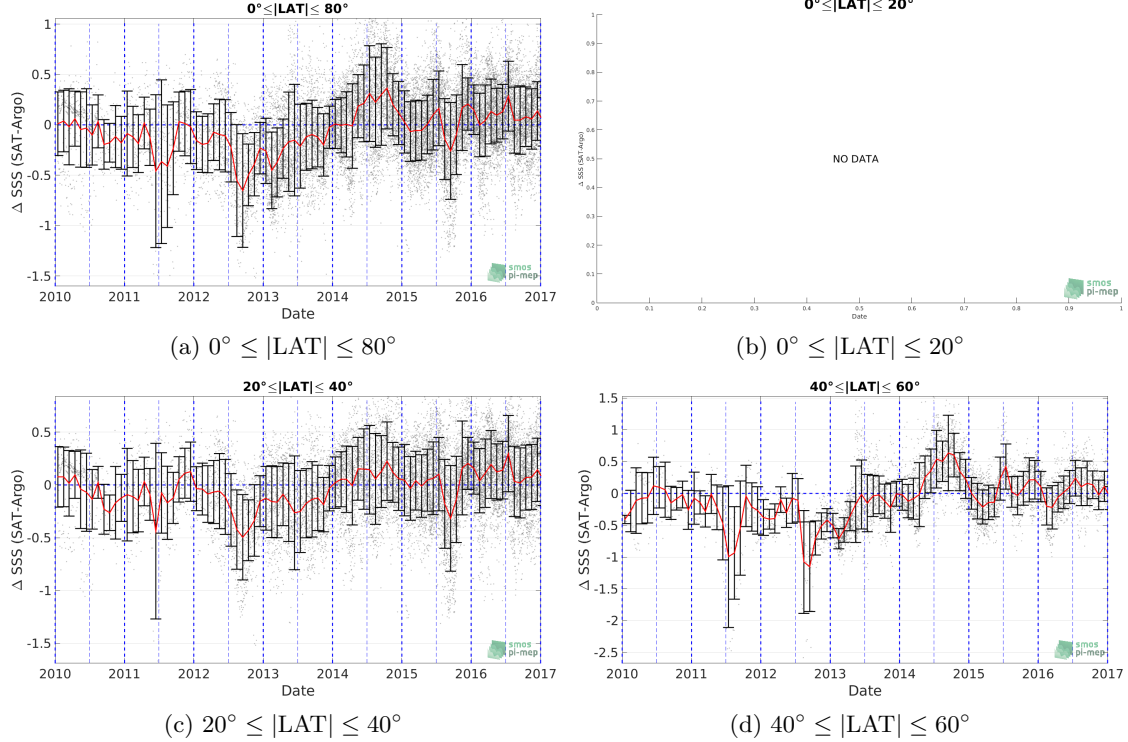 0°≤|LAT|≤ 80°
1
0.5
0
-0.5
-1
-1.5
Δ SSS (SAT-Argo)
2010 2011 2012 2013 2014 2015 2016 2017
Date
smos
pi-mep
(a) 0° ≤ |LAT| ≤ 80°
0°≤|LAT|≤ 20°
1
0.9
0.8
0.7
0.6
0.5
0.4
0.3
0.2
0.1
0
Δ SSS (SAT-Argo)
NO DATA
0 0.1 0.2 0.3 0.4 0.5 0.6 0.7 0.8 0.9 1
Date
smos
pi-mep
(b) 0° ≤ |LAT| ≤ 20°
20°≤|LAT|≤ 40°
0.5
0
-0.5
-1
-1.5
Δ SSS (SAT-Argo)
2010 2011 2012 2013 2014 2015 2016 2017
Date
smos
pi-mep
(c) 20° ≤ |LAT| ≤ 40°
40°≤|LAT|≤ 60°
1.5
1
0.5
0
-0.5
-1
-1.5
-2
-2.5
Δ SSS (SAT-Argo)
2010 2011 2012 2013 2014 2015 2016 2017
Date
smos
pi-mep
(d) 40° ≤ |LAT| ≤ 60°